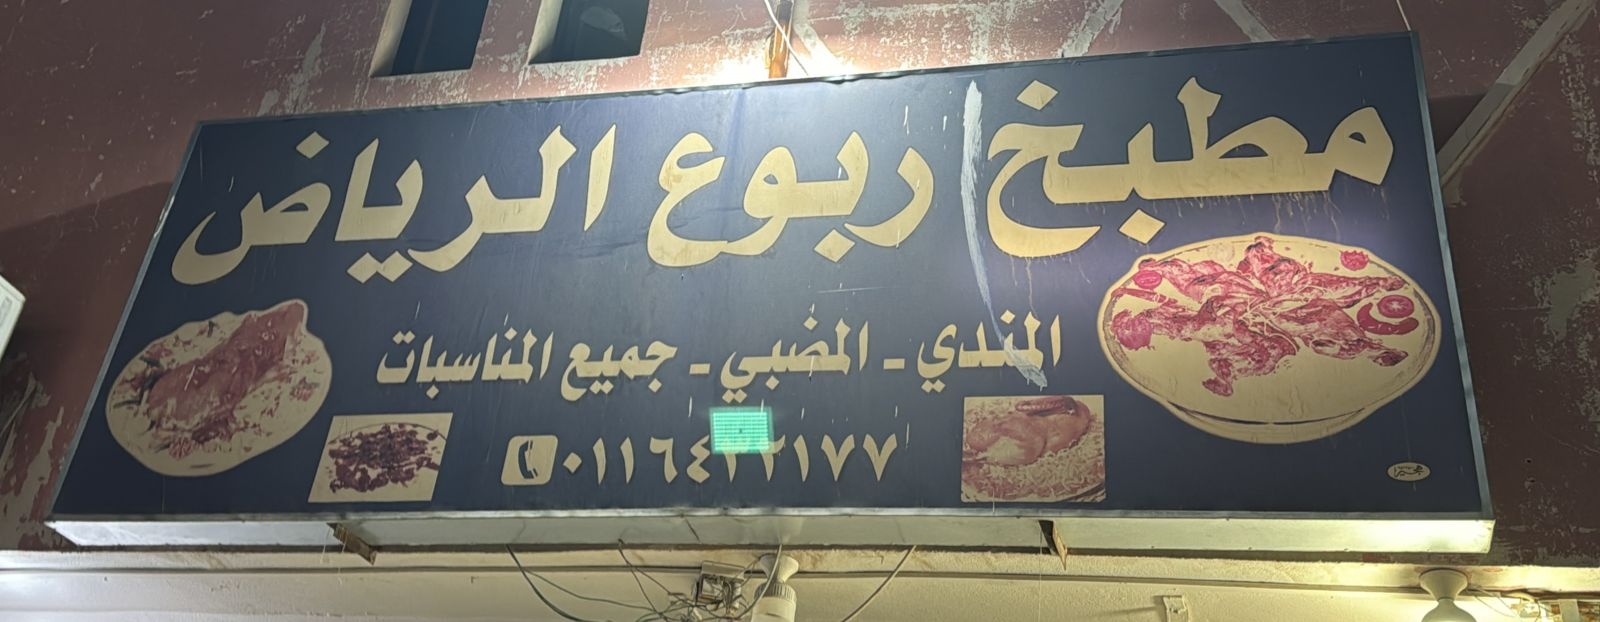 مطبخ ربوع الرياض
المندي - المضبي - جميع المناسبات